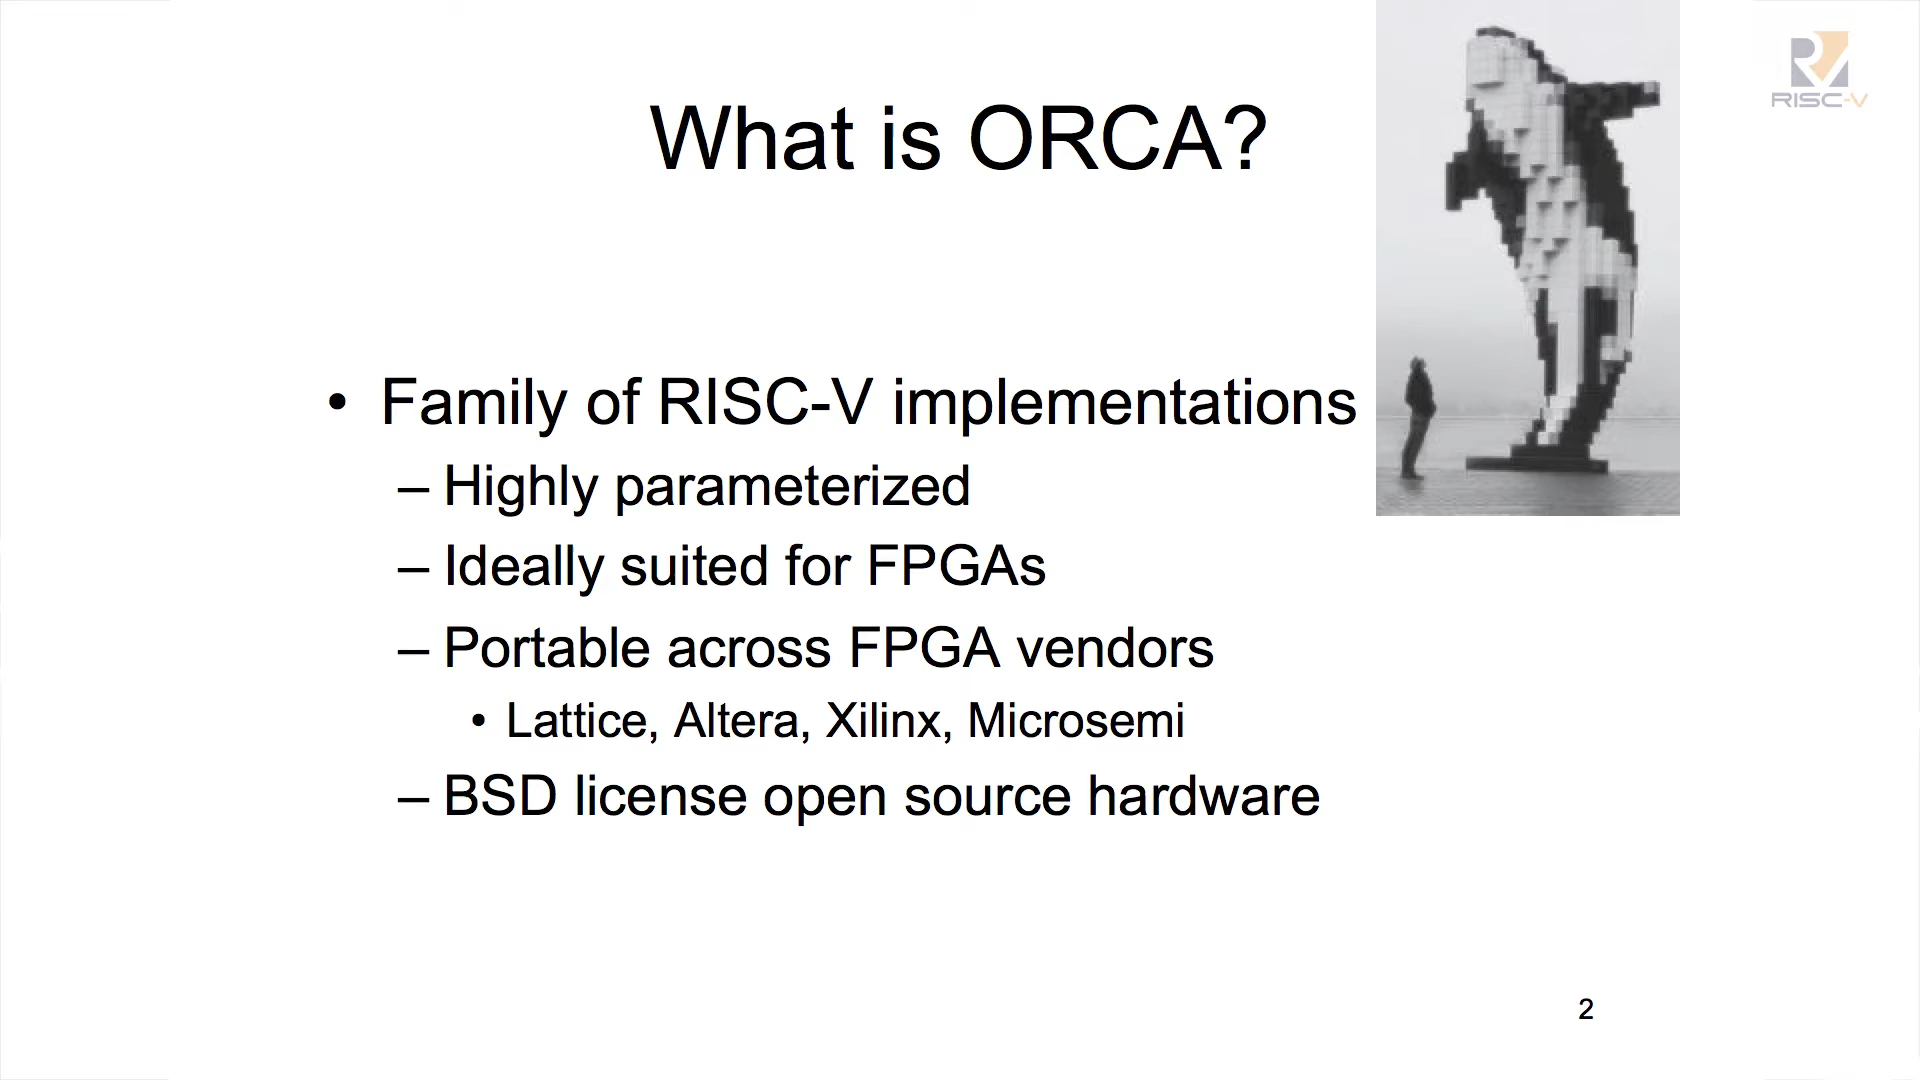 What is ORCA?
RISC-V
• Family of RISC-V implementations
– Highly parameterized
– Ideally suited for FPGAs
– Portable across FPGA vendors
• Lattice, Altera, Xilinx, Microsemi
– BSD license open source hardware
2